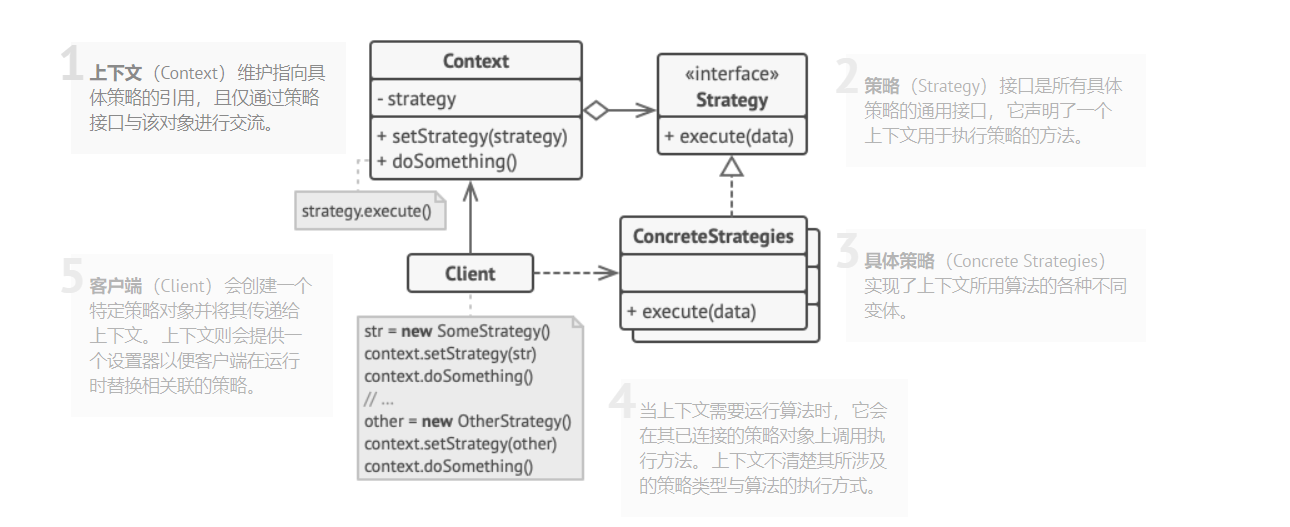 1
上下文（Context）维护指向具
体策略的引用，且仅通过策略
接口与该对象进行交流。
Context
- strategy
+ setStrategy(strategy)
+ doSomething()
strategy.execute()
«interface»
Strategy
+ execute(data)
2
策略（Strategy）接口是所有具体
策略的通用接口，它声明了一个
上下文用于执行策略的方法。
ConcreteStrategies
+ execute(data)
3
具体策略（Concrete Strategies）
实现了上下文所用算法的各种不同
变体。
5
客户端（Client）会创建一个
特定策略对象并将其传递给
上下文。上下文则会提供一
个设置器以便客户端在运行
时替换相关联的策略。
Client
str = new SomeStrategy()
context.setStrategy(str)
context.doSomething()
// ...
other = new OtherStrategy()
context.setStrategy(other)
context.doSomething()
4
当上下文需要运行算法时，它会
在其已连接的策略对象上调用执
行方法。上下文不清楚其所涉及
的策略类型与算法的执行方式。